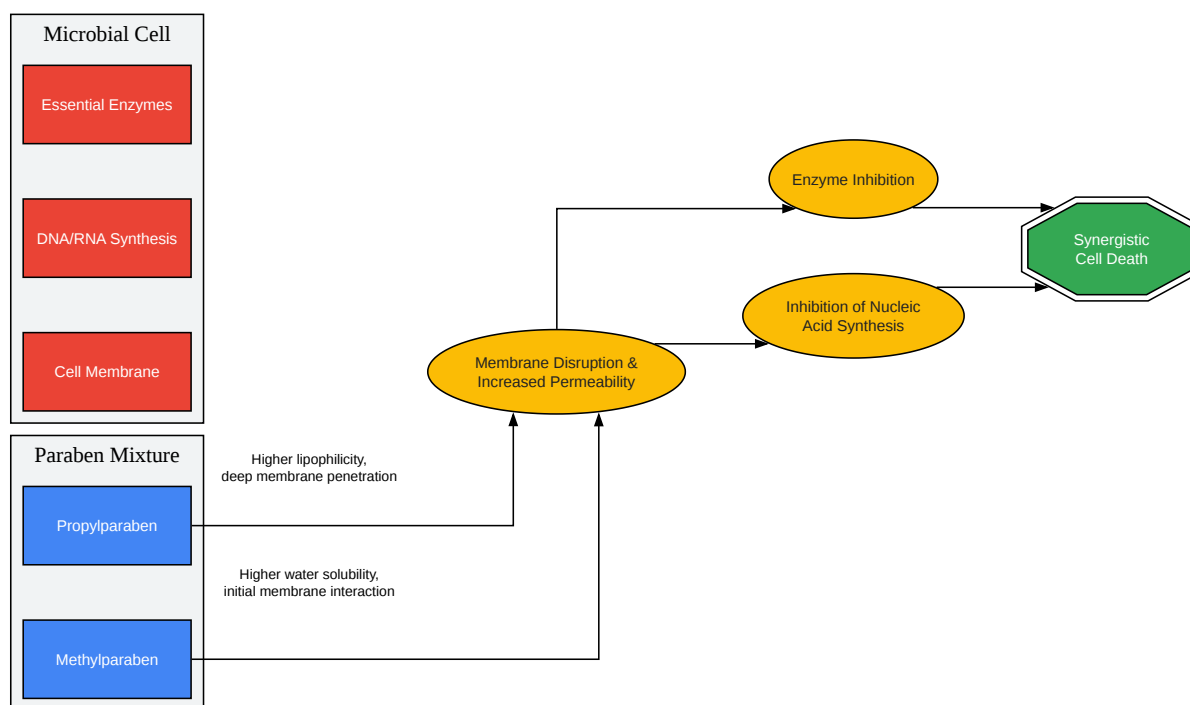 Microbial Cell
Essential Enzymes
DNA/RNA Synthesis
Cell Membrane
Paraben Mixture
Propylparaben
Methylparaben
Higher lipophilicity,
deep membrane penetration
Higher water solubility,
initial membrane interaction
Membrane Disruption &
Increased Permeability
Enzyme Inhibition
Inhibition of Nucleic
Acid Synthesis
Synergistic
Cell Death